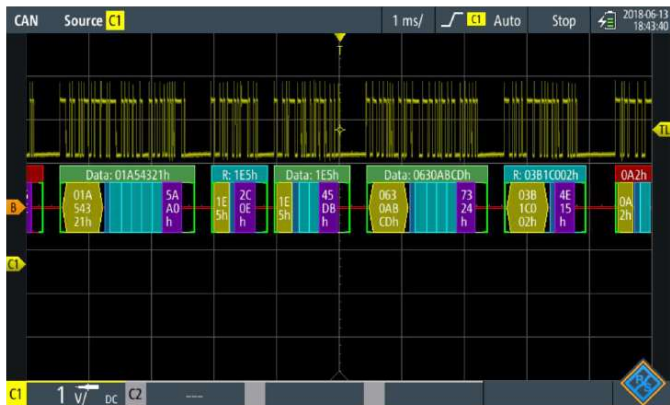 CAN Source C1 1 ms/ C1 Auto Stop 2018-06-13
18:43:40
T
TL
Data: 01A54321h R: 1E5h Data: 1E5h Data: 0630ABCDh R: 03B1C002h 0A2h
01A 5A 1E 2C 1E 45 063 73 03B 4E 0A
543 A0 5h 0E 5h DB 0AB 24 1CD 15 2h
21h h h h CDh h 02h h
B
C1
C1 1 V/ DC C2 ---
R&S